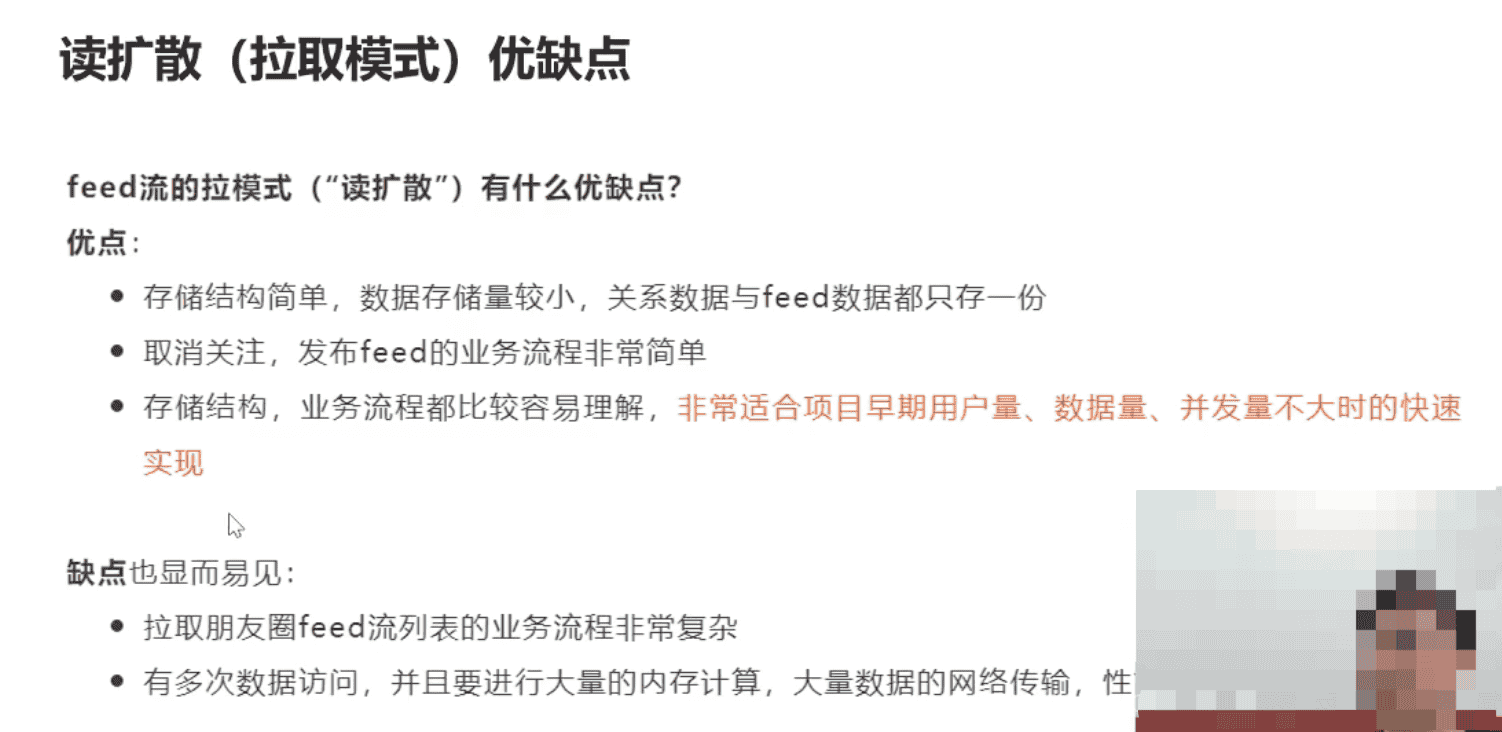 读扩散（拉取模式）优缺点
feed流的拉模式（“读扩散”）有什么优缺点？
优点：
存储结构简单，数据存储量较小，关系数据与feed数据都只存一份
取消关注，发布feed的业务流程非常简单
存储结构，业务流程都比较容易理解，非常适合项目早期用户量、数据量、并发量不大时的快速
实现
缺点也显而易见：
拉取朋友圈feed流列表的业务流程非常复杂
有多次数据访问，并且要进行大量的内存计算，大量数据的网络传输，性